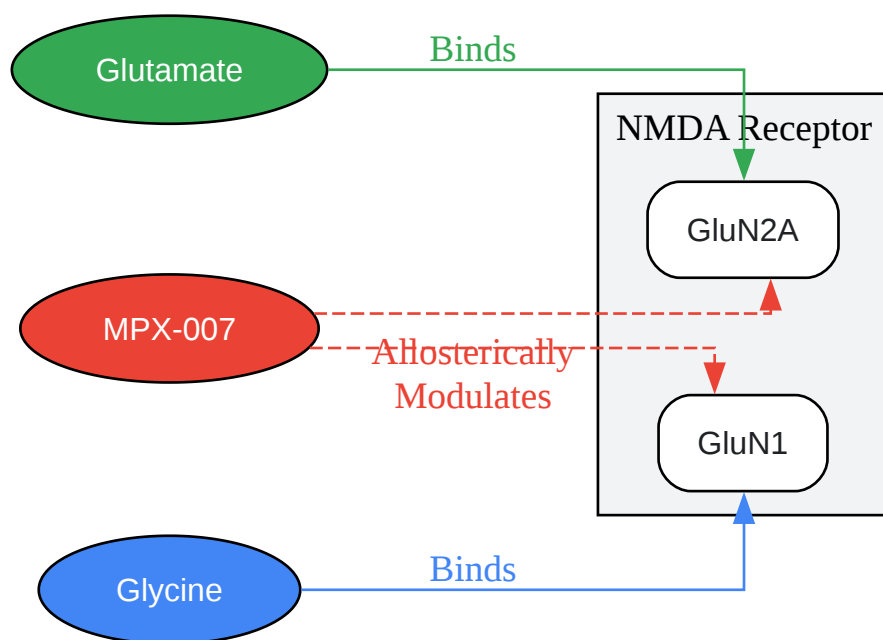 Glutamate
Binds
NMDA Receptor
GluN2A
MPX-007
Allosterically
Modulates
GluN1
Binds
Glycine